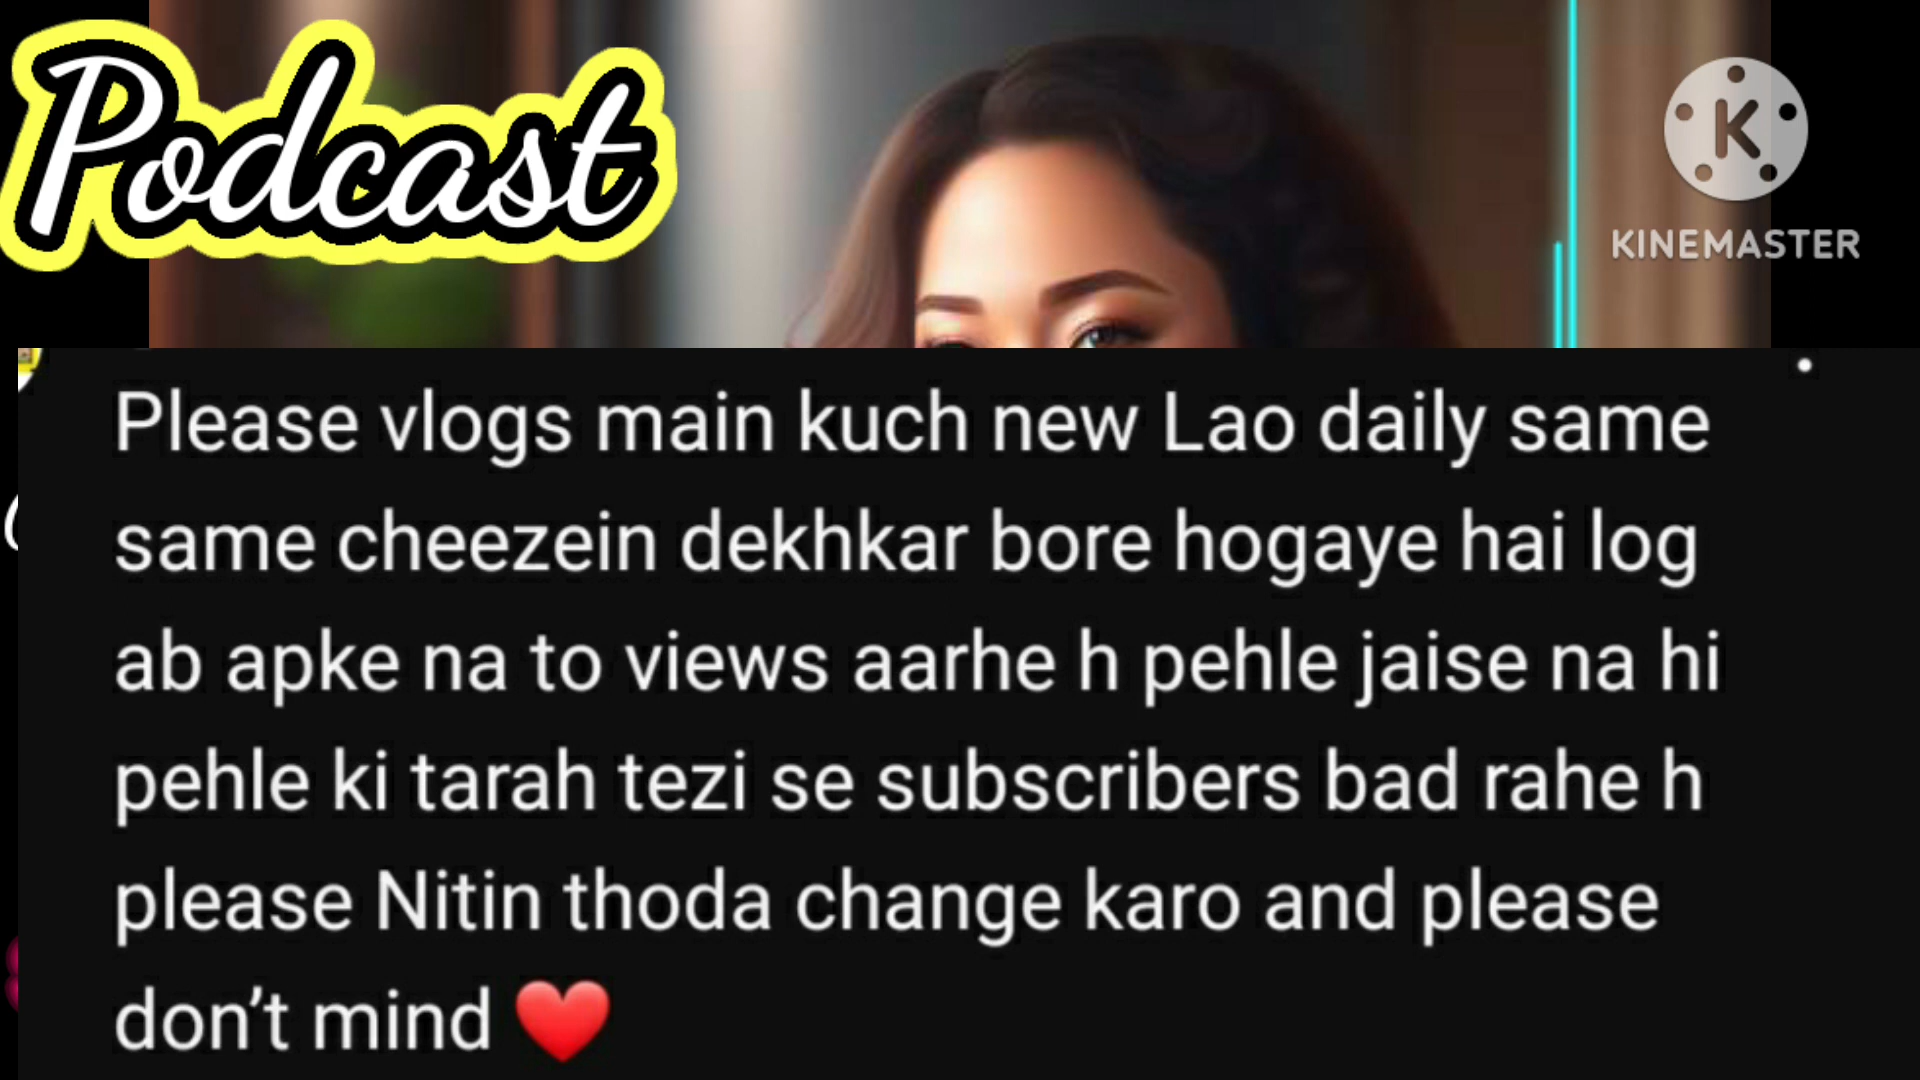 Podcast
K
KINEMASTER
Please vlogs main kuch new Lao daily same
same cheezein dekhkar bore hogaye hai log
ab apke na to views aarhe h pehle jaise na hi
pehle ki tarah tezi se subscribers bad rahe h
please Nitin thoda change karo and please
don’t mind ❤️